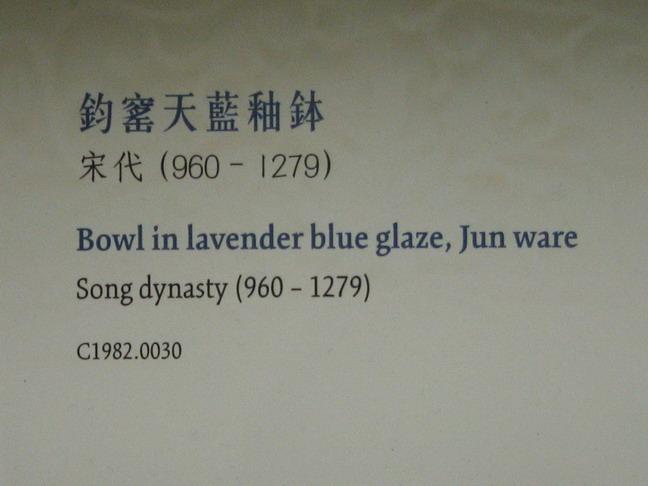 鈞窰天藍釉鉢
宋代 (960 – 1279)
Bowl in lavender blue glaze, Jun ware
Song dynasty (960 – 1279)
C1982.0030